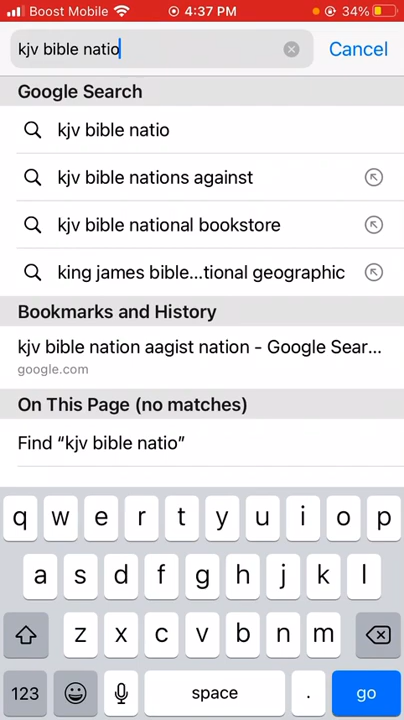 Boost Mobile 4:37 PM 34%
kjv bible natio Cancel
Google Search
kjv bible natio
kjv bible nations against
kjv bible national bookstore
king james bible...tional geographic
Bookmarks and History
kjv bible nation aagist nation - Google Sear...
google.com
On This Page (no matches)
Find “kjv bible natio”
q w e r t y u i o p
a s d f g h j k l
z x c v b n m
123 space . go